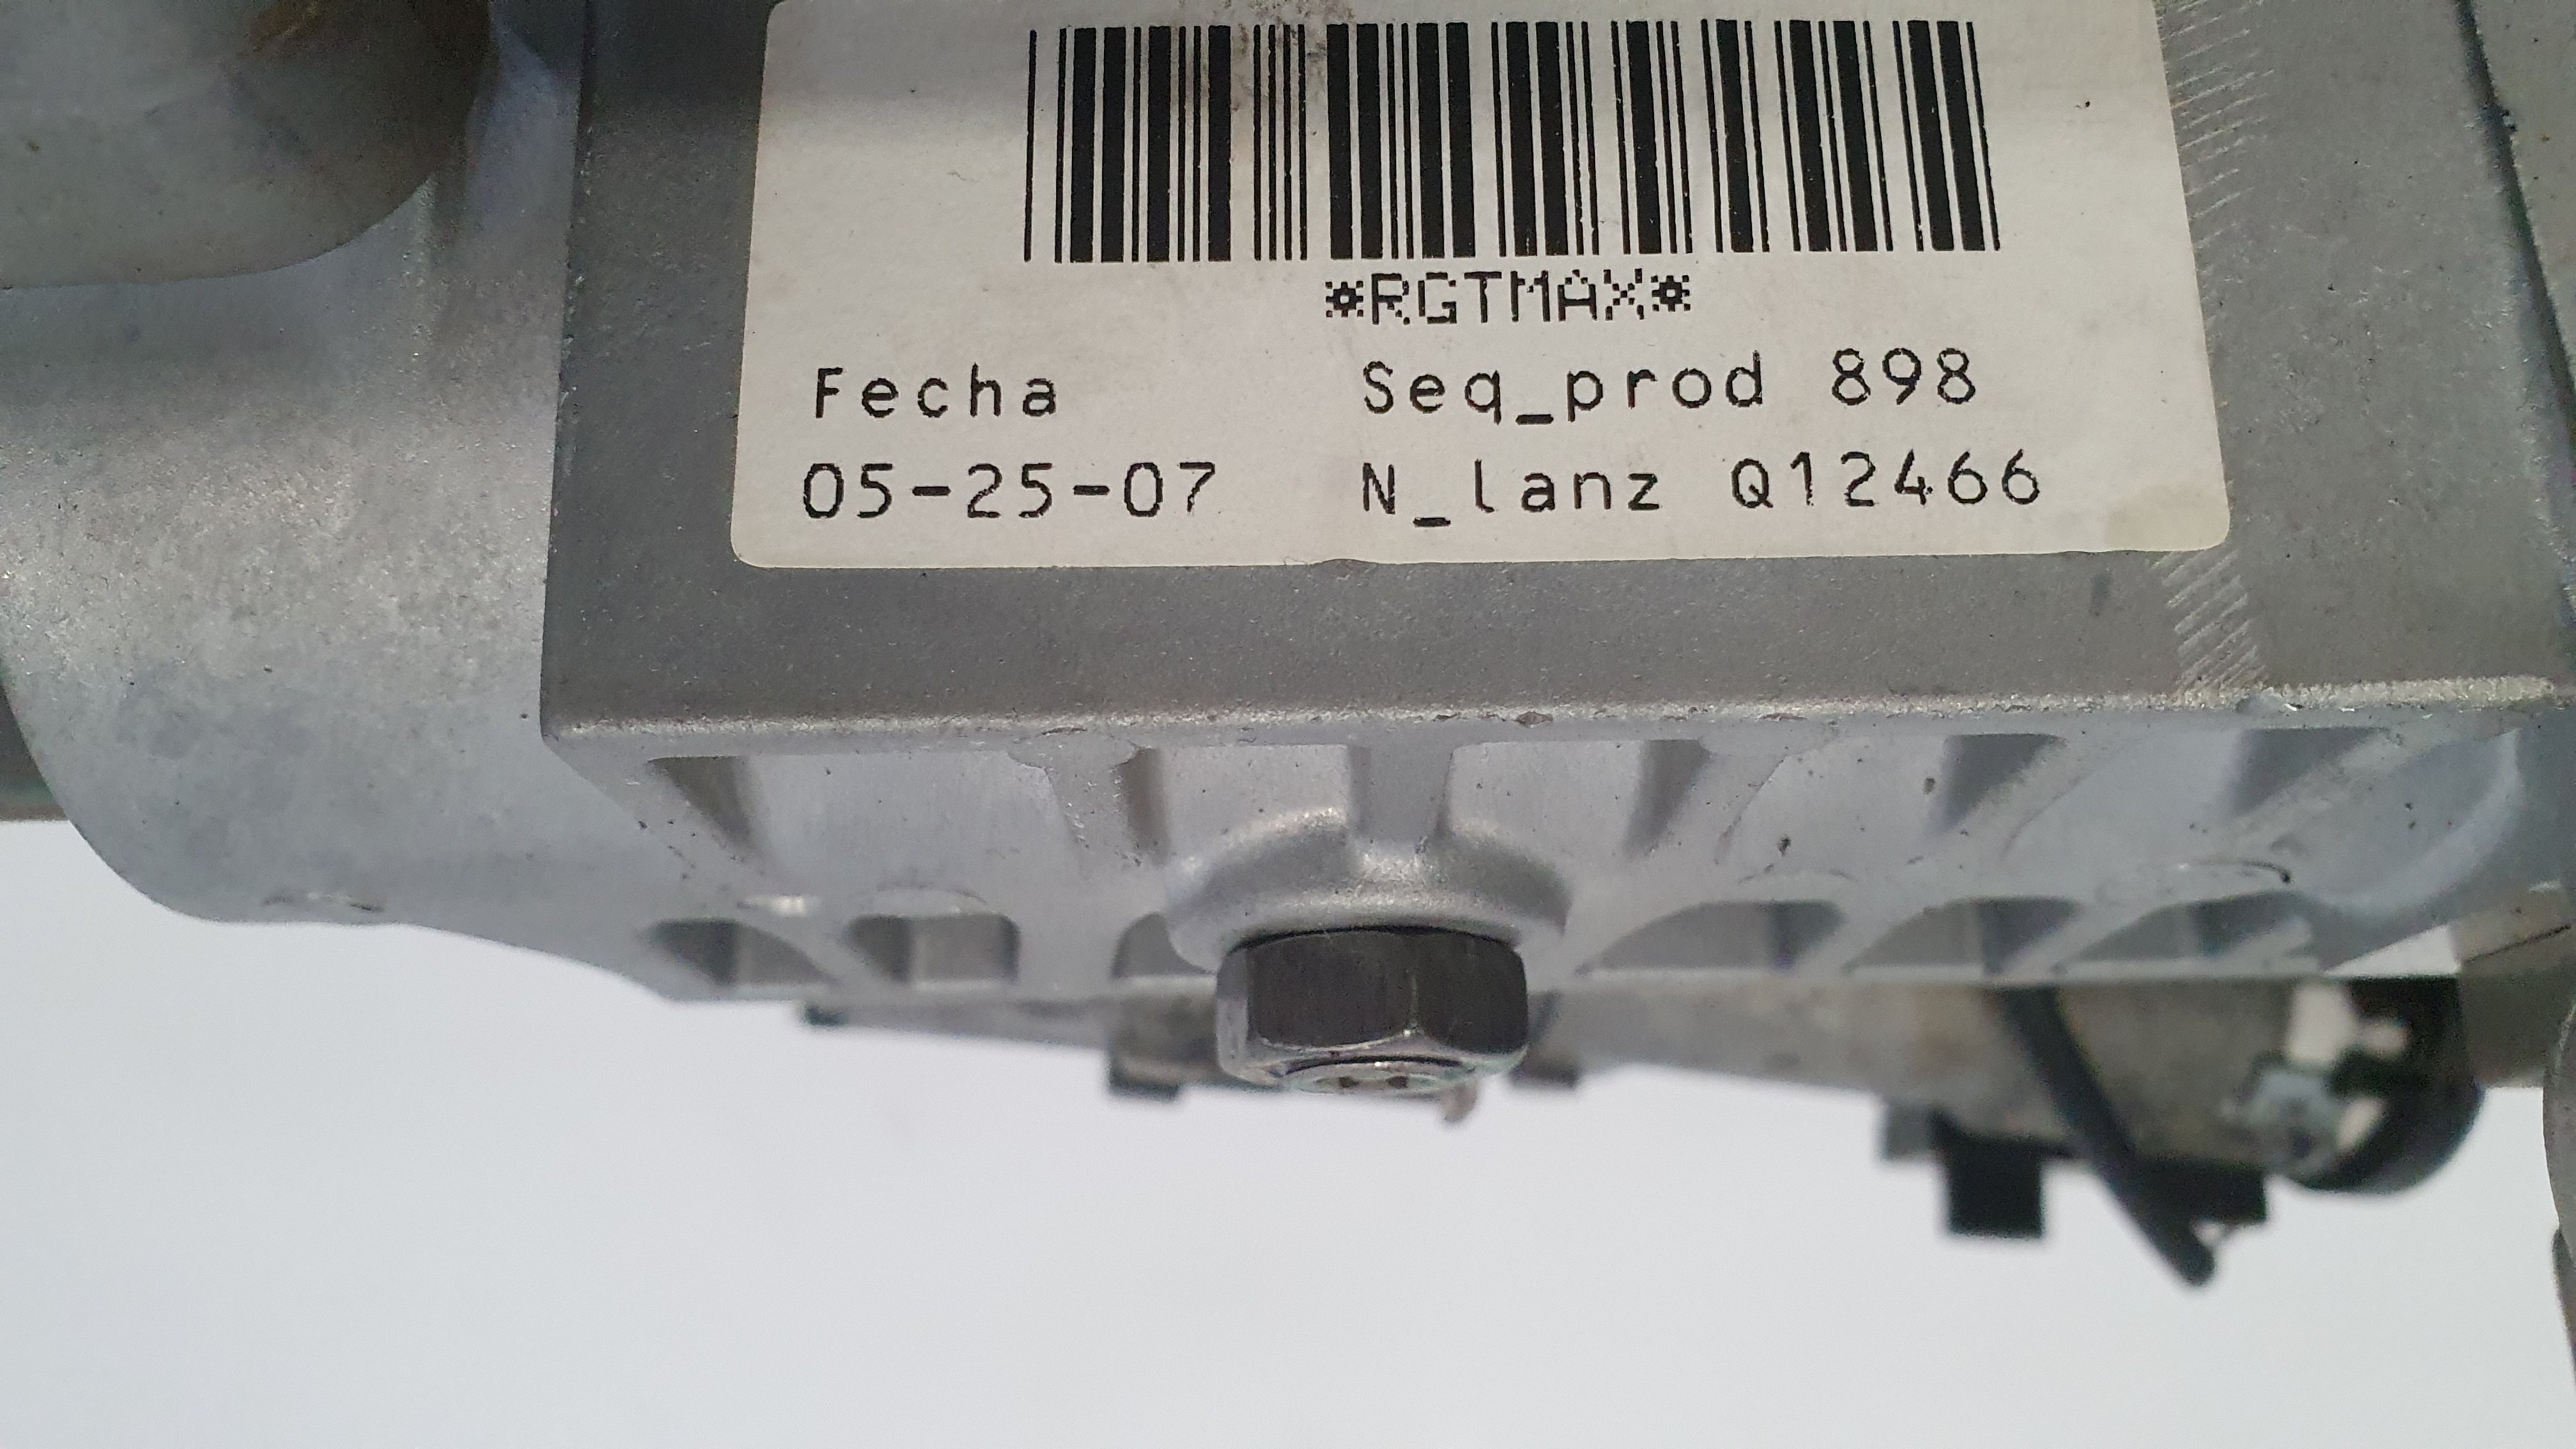 *RGTMAX*
Fecha Seq_prod 898
05-25-07 N_lanz Q12466